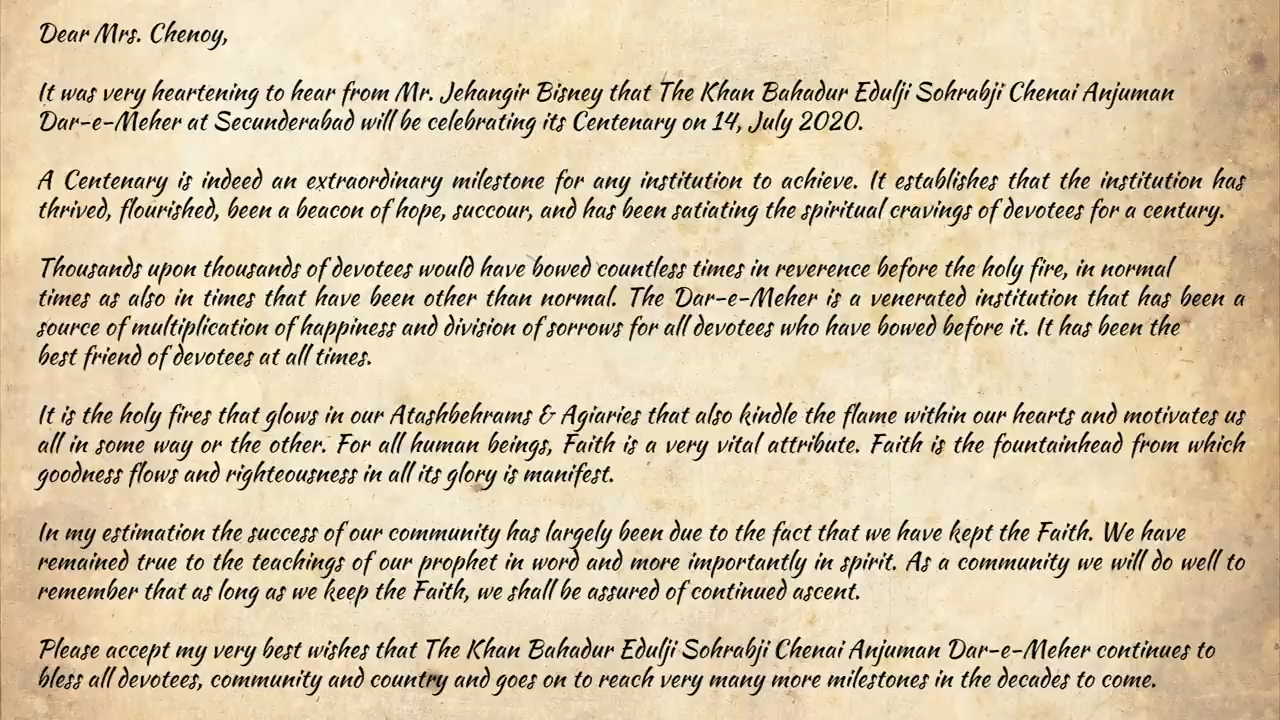 Dear Mrs. Chenoy,
It was very heartening to hear from Mr. Jehangir Bisney that The Khan Bahadur Edulji Sohrabji Chenai Anjuman
Dar-e-Meher at Secunderabad will be celebrating its Centenary on 14, July 2020.
A Centenary is indeed an extraordinary milestone for any institution to achieve. It establishes that the institution has
thrived, flourished, been a beacon of hope, succour, and has been satiating the spiritual cravings of devotees for a century.
Thousands upon thousands of devotees would have bowed countless times in reverence before the holy fire, in normal
times as also in times that have been other than normal. The Dar-e-Meher is a venerated institution that has been a
source of multiplication of happiness and division of sorrows for all devotees who have bowed before it. It has been the
best friend of devotees at all times.
It is the holy fires that glows in our Atashbehrams & Agiaries that also kindle the flame within our hearts and motivates us
all in some way or the other. For all human beings, Faith is a very vital attribute. Faith is the fountainhead from which
goodness flows and righteousness in all its glory is manifest.
In my estimation the success of our community has largely been due to the fact that we have kept the Faith. We have
remained true to the teachings of our prophet in word and more importantly in spirit. As a community we will do well to
remember that as long as we keep the Faith, we shall be assured of continued ascent.
Please accept my very best wishes that The Khan Bahadur Edulji Sohrabji Chenai Anjuman Dar-e-Meher continues to
bless all devotees, community and country and goes on to reach very many more milestones in the decades to come.